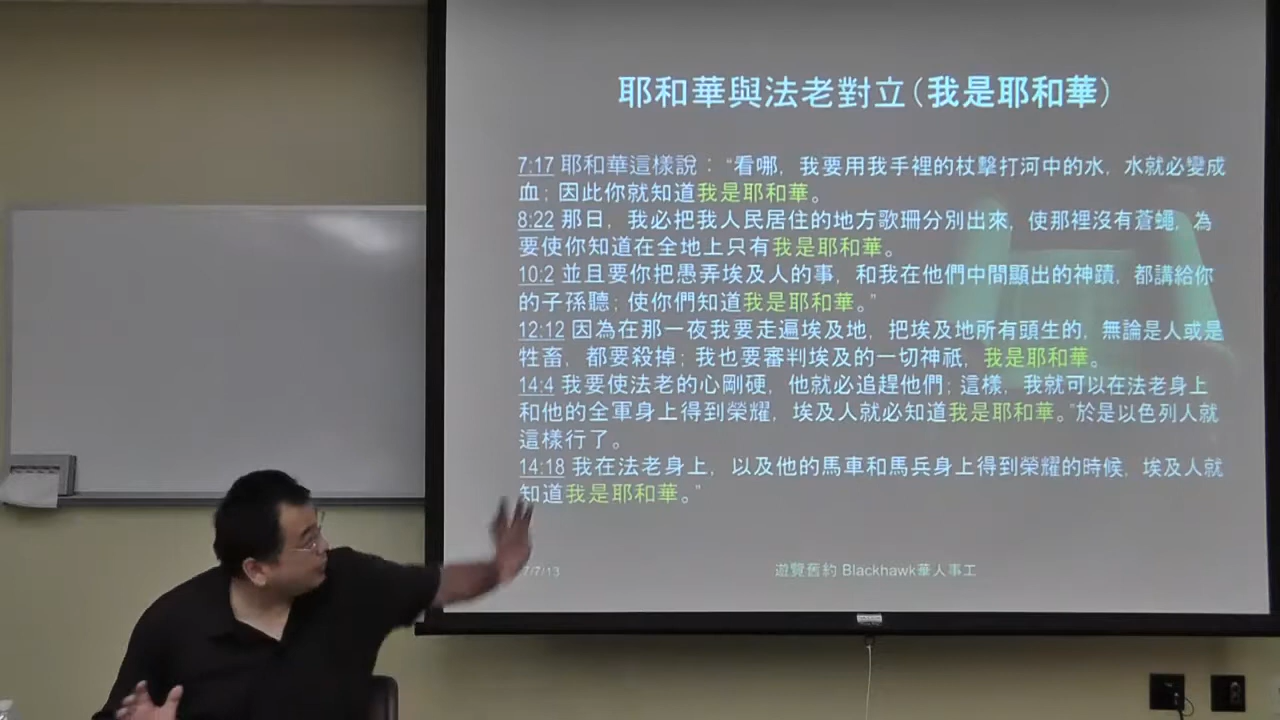 耶和華與法老對立(我是耶和華)
7:17 耶和華這樣說:“看哪,我要用我手裡的杖擊打河中的水,水就必變成
血;因此你就知道我是耶和華。
8:22 那日,我必把我人民居住的地方歌珊分別出來,使那裡沒有蒼蠅,為
要使你知道在全地上只有我是耶和華。
10:2 並且要你把愚弄埃及人的事,和我在他們中間顯出的神蹟,都講給你
的子孫聽;使你們知道我是耶和華。”
12:12 因為在那一夜我要走遍埃及地,把埃及地所有頭生的,無論是人或是
牲畜,都要殺掉;我也要審判埃及的一切神祇,我是耶和華。
14:4 我要使法老的心剛硬,他就必追趕他們;這樣,我就可以在法老身上
和他的全軍身上得到榮耀,埃及人就必知道我是耶和華。”於是以色列人就
這樣行了。
14:18 我在法老身上,以及他的馬車和馬兵身上得到榮耀的時候,埃及人就
知道我是耶和華。”
7/7/13
遊覽舊約 Blackhawk華人事工